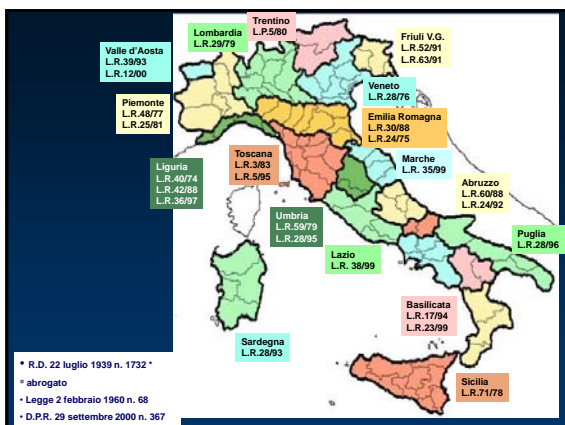 Trentino
L.P.5/80
Lombardia
L.R.29/79
Friuli V.G.
L.R.52/91
L.R.63/91
Valle d'Aosta
L.R.39/93
L.R.12/00
Veneto
L.R.28/76
Piemonte
L.R.48/77
L.R.25/81
Emilia Romagna
L.R.30/88
L.R.24/75
Toscana
L.R.3/83
L.R.5/95
Marche
L.R. 35/99
Liguria
L.R.40/74
L.R.42/88
L.R.36/97
Abruzzo
L.R.60/88
L.R.24/92
Umbria
L.R.59/79
L.R.28/95
Puglia
L.R.28/96
Lazio
L.R. 38/99
Basilicata
L.R.17/94
L.R.23/99
Sardegna
L.R.28/93
Sicilia
L.R.71/78
• R.D. 22 luglio 1939 n. 1732 *
* abrogato
• Legge 2 febbraio 1960 n. 68
• D.P.R. 29 settembre 2000 n. 367